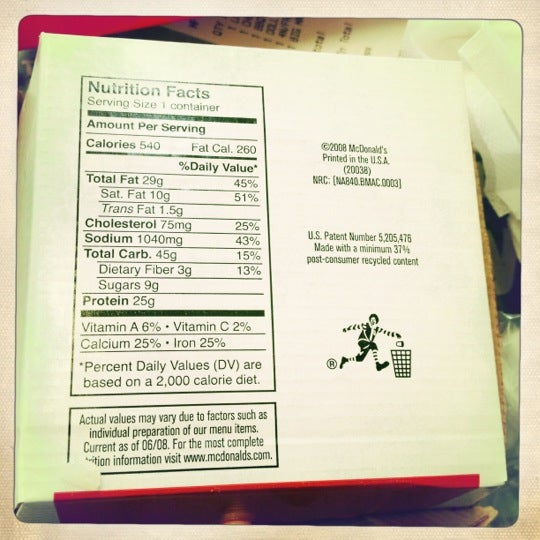 Nutrition Facts
Serving Size 1 container
Amount Per Serving
Calories 540 Fat Cal. 260
%Daily Value*
Total Fat 29g 45%
Sat. Fat 10g 51%
Trans Fat 1.5g
Cholesterol 75mg 25%
Sodium 1040mg 43%
Total Carb. 45g 15%
Dietary Fiber 3g 13%
Sugars 9g
Protein 25g
Vitamin A 6% • Vitamin C 2%
Calcium 25% • Iron 25%
*Percent Daily Values (DV) are
based on a 2,000 calorie diet.
Actual values may vary due to factors such as
individual preparation of our menu items.
Current as of 06/08. For the most complete
information visit www.mcdonalds.com.
©2008 McDonald's
Printed in the U.S.A.
(20038)
NRC: [NA840.BMAC.0003]
U.S. Patent Number 5,205,476
Made with a minimum 37%
post-consumer recycled content
®